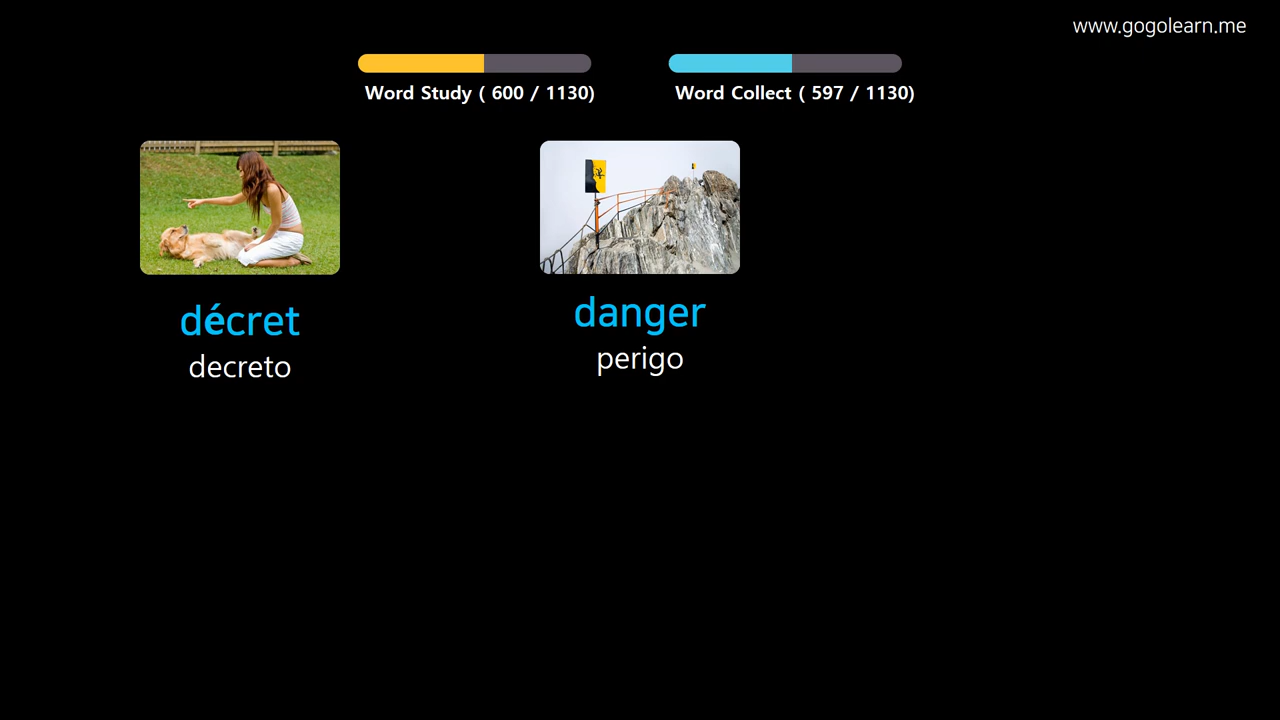 www.gogolearn.me
Word Study ( 600 / 1130)
Word Collect ( 597 / 1130)
décret
decreto
danger
perigo